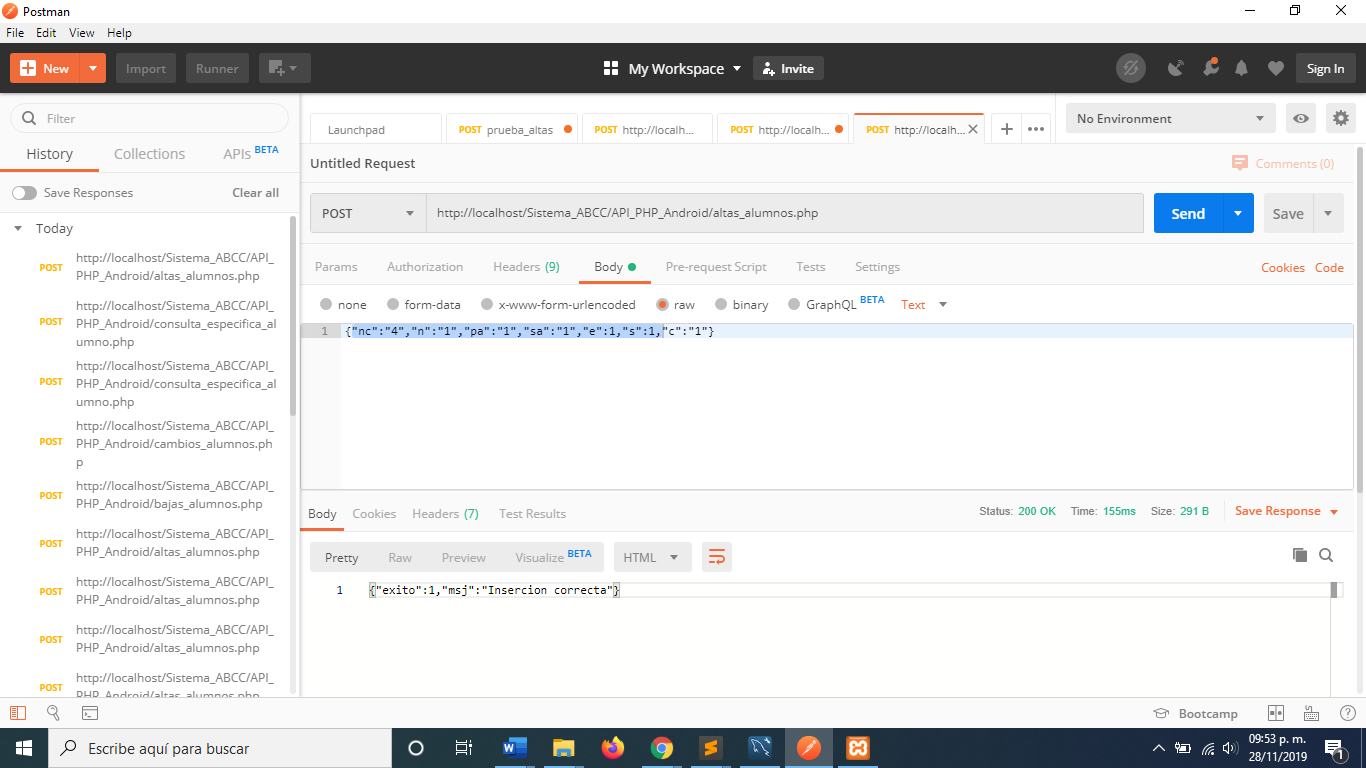 Postman
File Edit View Help
New Import Runner My Workspace Invite Sign In
Filter
History Collections APIs BETA
Save Responses Clear all
Today
POST http://localhost/Sistema_ABCC/API_
PHP_Android/altas_alumnos.php
POST http://localhost/Sistema_ABCC/API_
PHP_Android/consulta_especifica_al
umno.php
POST http://localhost/Sistema_ABCC/API_
PHP_Android/consulta_especifica_al
umno.php
POST http://localhost/Sistema_ABCC/API_
PHP_Android/cambios_alumnos.ph
p
POST http://localhost/Sistema_ABCC/API_
PHP_Android/bajas_alumnos.php
POST http://localhost/Sistema_ABCC/API_
PHP_Android/altas_alumnos.php
POST http://localhost/Sistema_ABCC/API_
PHP_Android/altas_alumnos.php
POST http://localhost/Sistema_ABCC/API_
PHP_Android/altas_alumnos.php
POST http://localhost/Sistema_ABCC/API_
PHP_Android/altas_alumnos.php
Launchpad POST prueba_altas POST http://localh... POST http://localh... POST http://localh... No Environment
Untitled Request Comments (0)
POST http://localhost/Sistema_ABCC/API_PHP_Android/altas_alumnos.php Send Save
Params Authorization Headers (9) Body Pre-request Script Tests Settings Cookies Code
none form-data x-www-form-urlencoded raw binary GraphQL BETA Text
1 {"nc":"4","n":"1","pa":"1","sa":"1","e":1,"s":1,"c":"1"}
Body Cookies Headers (7) Test Results Status: 200 OK Time: 155ms Size: 291 B Save Response
Pretty Raw Preview Visualize BETA HTML
1 {"exito":1,"msj":"Insercion correcta"}
Bootcamp
Escribe aquí para buscar
09:53 p. m.
28/11/2019
1